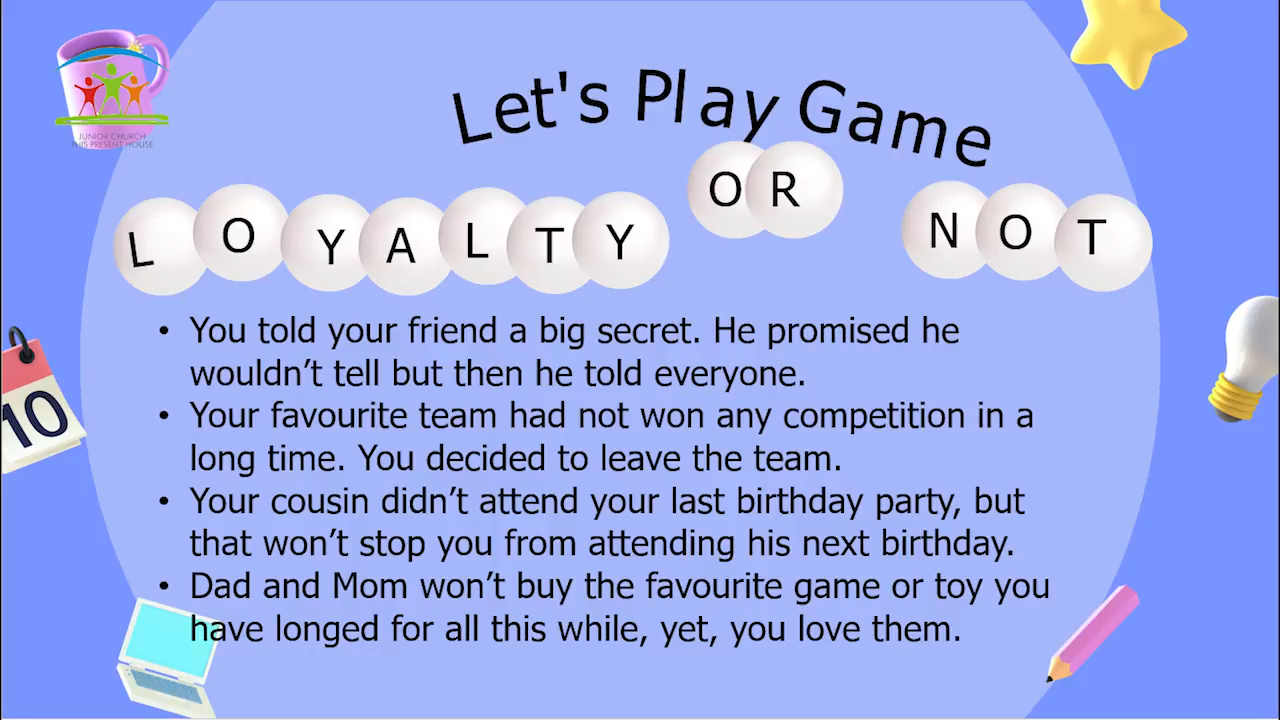 JUNIOR CHURCH
THIS PRESENT HOUSE
Let's Play Game
LOYALTY OR NOT
• You told your friend a big secret. He promised he
wouldn’t tell but then he told everyone.
• Your favourite team had not won any competition in a
long time. You decided to leave the team.
• Your cousin didn’t attend your last birthday party, but
that won’t stop you from attending his next birthday.
• Dad and Mom won’t buy the favourite game or toy you
have longed for all this while, yet, you love them.
10